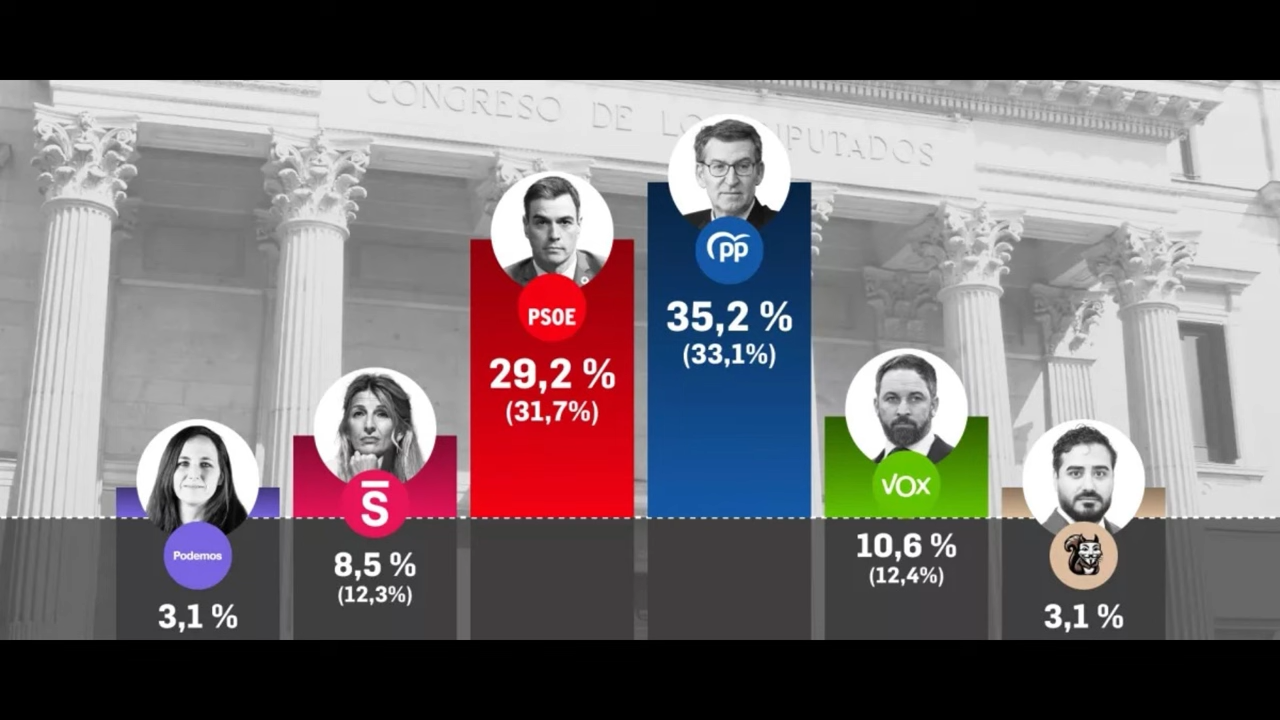 CONGRESO DE LO PUTADOS
Podemos
3,1 %
S̄
8,5 %
(12,3%)
PSOE
29,2 %
(31,7%)
PP
35,2 %
(33,1%)
VOX
10,6 %
(12,4%)
3,1 %